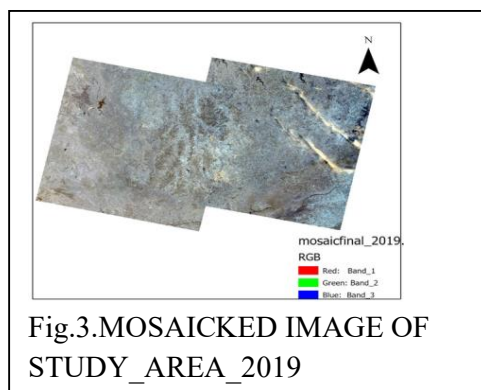 N
mosaicfinal_2019.
RGB
Red: Band_1
Green: Band_2
Blue: Band_3
Fig.3.MOSAICKED IMAGE OF
STUDY_AREA_2019